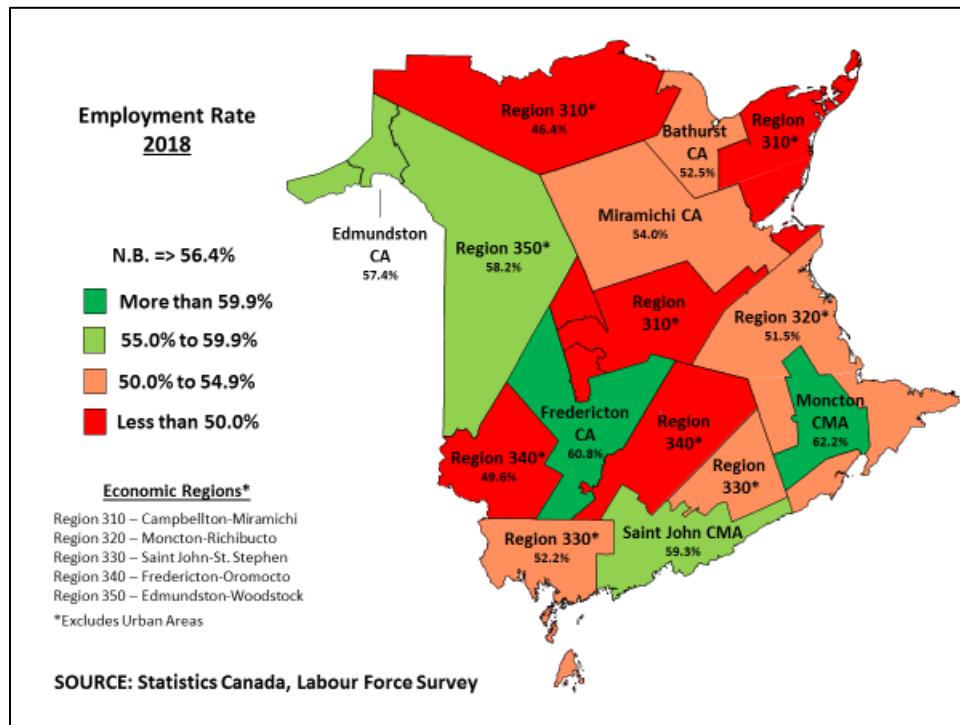 Employment Rate
2018
N.B. => 56.4%
More than 59.9%
55.0% to 59.9%
50.0% to 54.9%
Less than 50.0%
Economic Regions*
Region 310 – Campbellton-Miramichi
Region 320 – Moncton-Richibucto
Region 330 – Saint John-St. Stephen
Region 340 – Fredericton-Oromocto
Region 350 – Edmundston-Woodstock
*Excludes Urban Areas
SOURCE: Statistics Canada, Labour Force Survey
Region 310*
46.4%
Bathurst
CA
52.5%
Region
310*
Miramichi CA
54.0%
Edmundston
CA
57.4%
Region 350*
58.2%
Region
310*
Region 320*
51.5%
Moncton
CMA
62.2%
Fredericton
CA
60.8%
Region
340*
Region 340*
49.6%
Region
330*
Region 330*
52.2%
Saint John CMA
59.3%